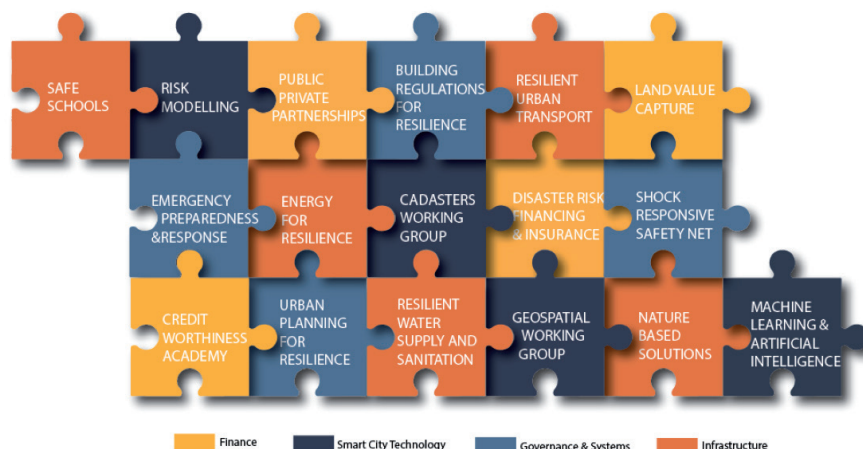 SAFE
SCHOOLS
RISK
MODELLING
PUBLIC
PRIVATE
PARTNERSHIPS
BUILDING
REGULATIONS
FOR
RESILIENCE
RESILIENT
URBAN
TRANSPORT
LAND VALUE
CAPTURE
EMERGENCY
PREPAREDNESS
&RESPONSE
ENERGY
FOR
RESILIENCE
CADASTERS
WORKING
GROUP
DISASTER RISK
FINANCING
& INSURANCE
SHOCK
RESPONSIVE
SAFETY NET
CREDIT
WORTHINESS
ACADEMY
URBAN
PLANNING
FOR
RESILIENCE
RESILIENT
WATER
SUPPLY AND
SANITATION
GEOSPATIAL
WORKING
GROUP
NATURE
BASED
SOLUTIONS
MACHINE
LEARNING &
ARTIFICIAL
INTELLIGENCE
Finance
Smart City Technology
Governance & Systems
Infrastructure